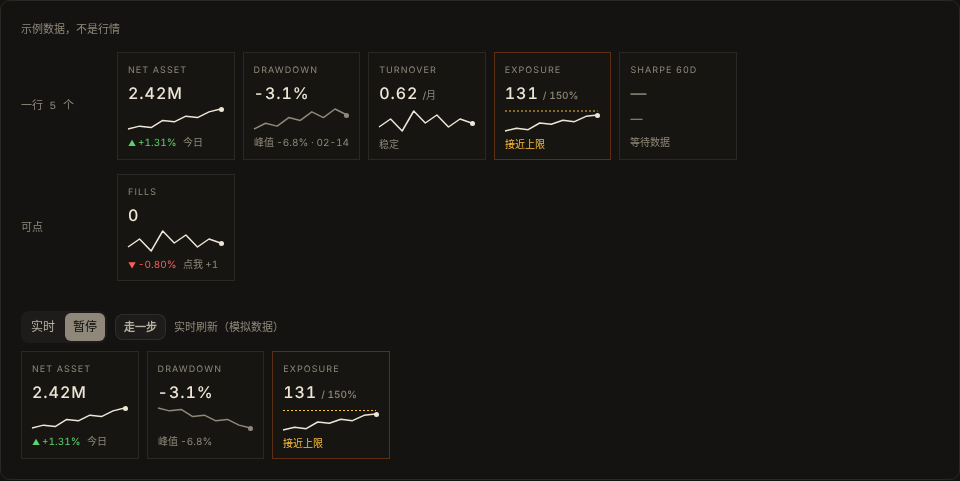 示例数据，不是行情
一行 5 个
NET ASSET
2.42M
▲+1.31% 今日
DRAWDOWN
-3.1%
峰值 -6.8% · 02-14
TURNOVER
0.62 /月
稳定
EXPOSURE
131 / 150%
接近上限
SHARPE 60D
—
—
等待数据
可点
FILLS
0
▼-0.80% 点我 +1
实时 暂停 走一步 实时刷新（模拟数据）
NET ASSET
2.42M
▲+1.31% 今日
DRAWDOWN
-3.1%
峰值 -6.8%
EXPOSURE
131 / 150%
接近上限